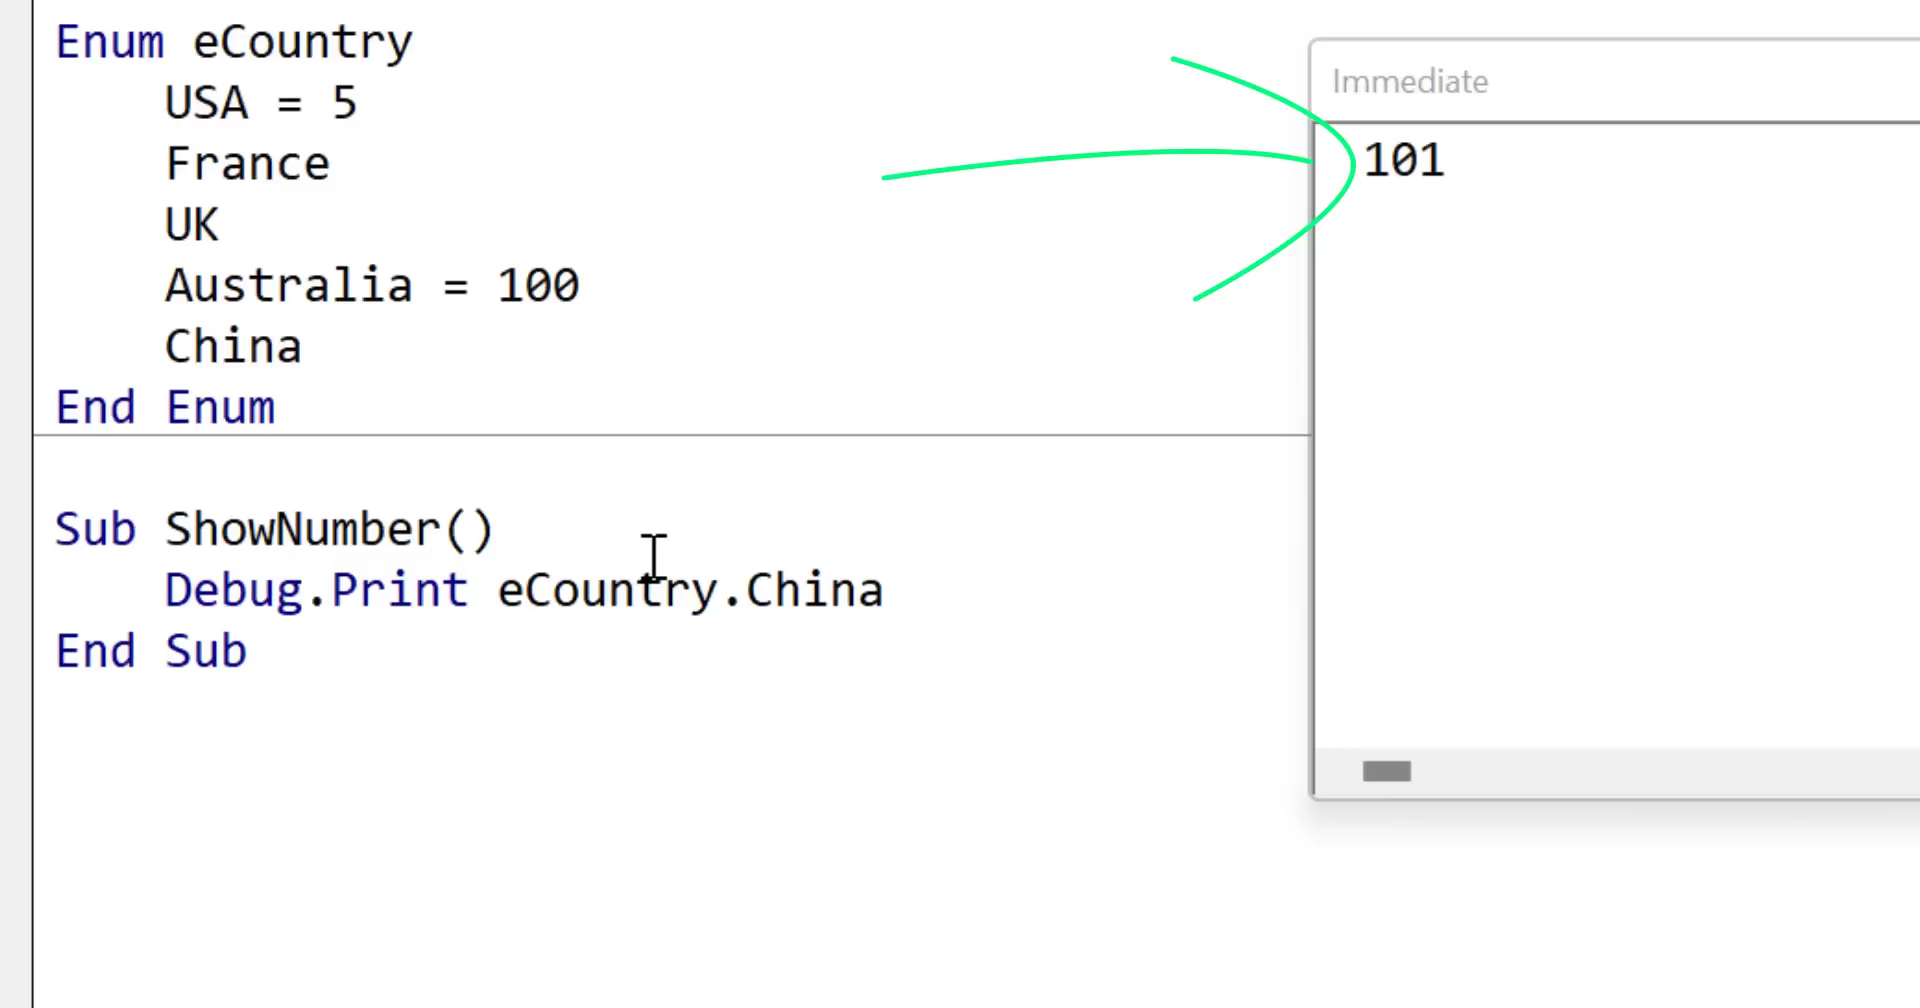 Enum eCountry
    USA = 5
    France
    UK
    Australia = 100
    China
End Enum
Sub ShowNumber()
    Debug.Print eCountry.China
End Sub
Immediate
101